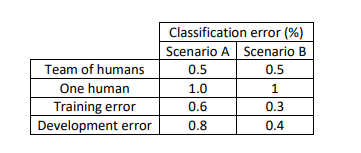 Classification error (%)
Scenario A Scenario B
Team of humans 0.5 0.5
One human 1.0 1
Training error 0.6 0.3
Development error 0.8 0.4